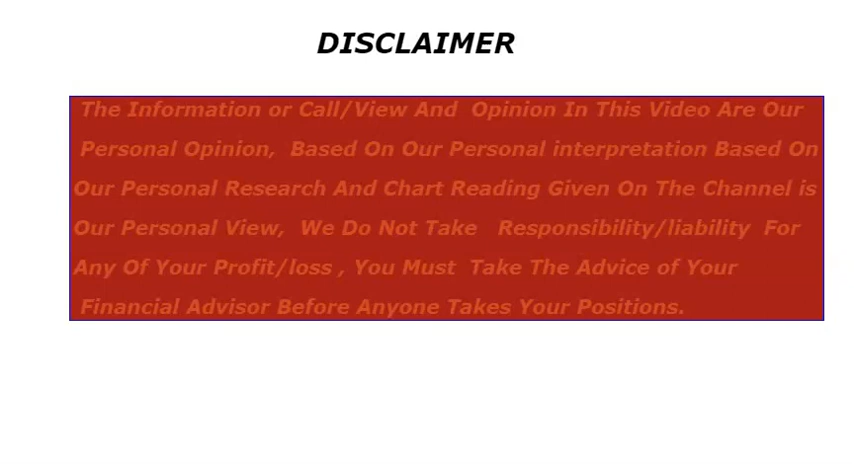 DISCLAIMER
The Information or Call/View And Opinion In This Video Are Our
Personal Opinion, Based On Our Personal interpretation Based On
Our Personal Research And Chart Reading Given On The Channel is
Our Personal View, We Do Not Take Responsibility/liability For
Any Of Your Profit/loss , You Must Take The Advice of Your
Financial Advisor Before Anyone Takes Your Positions.